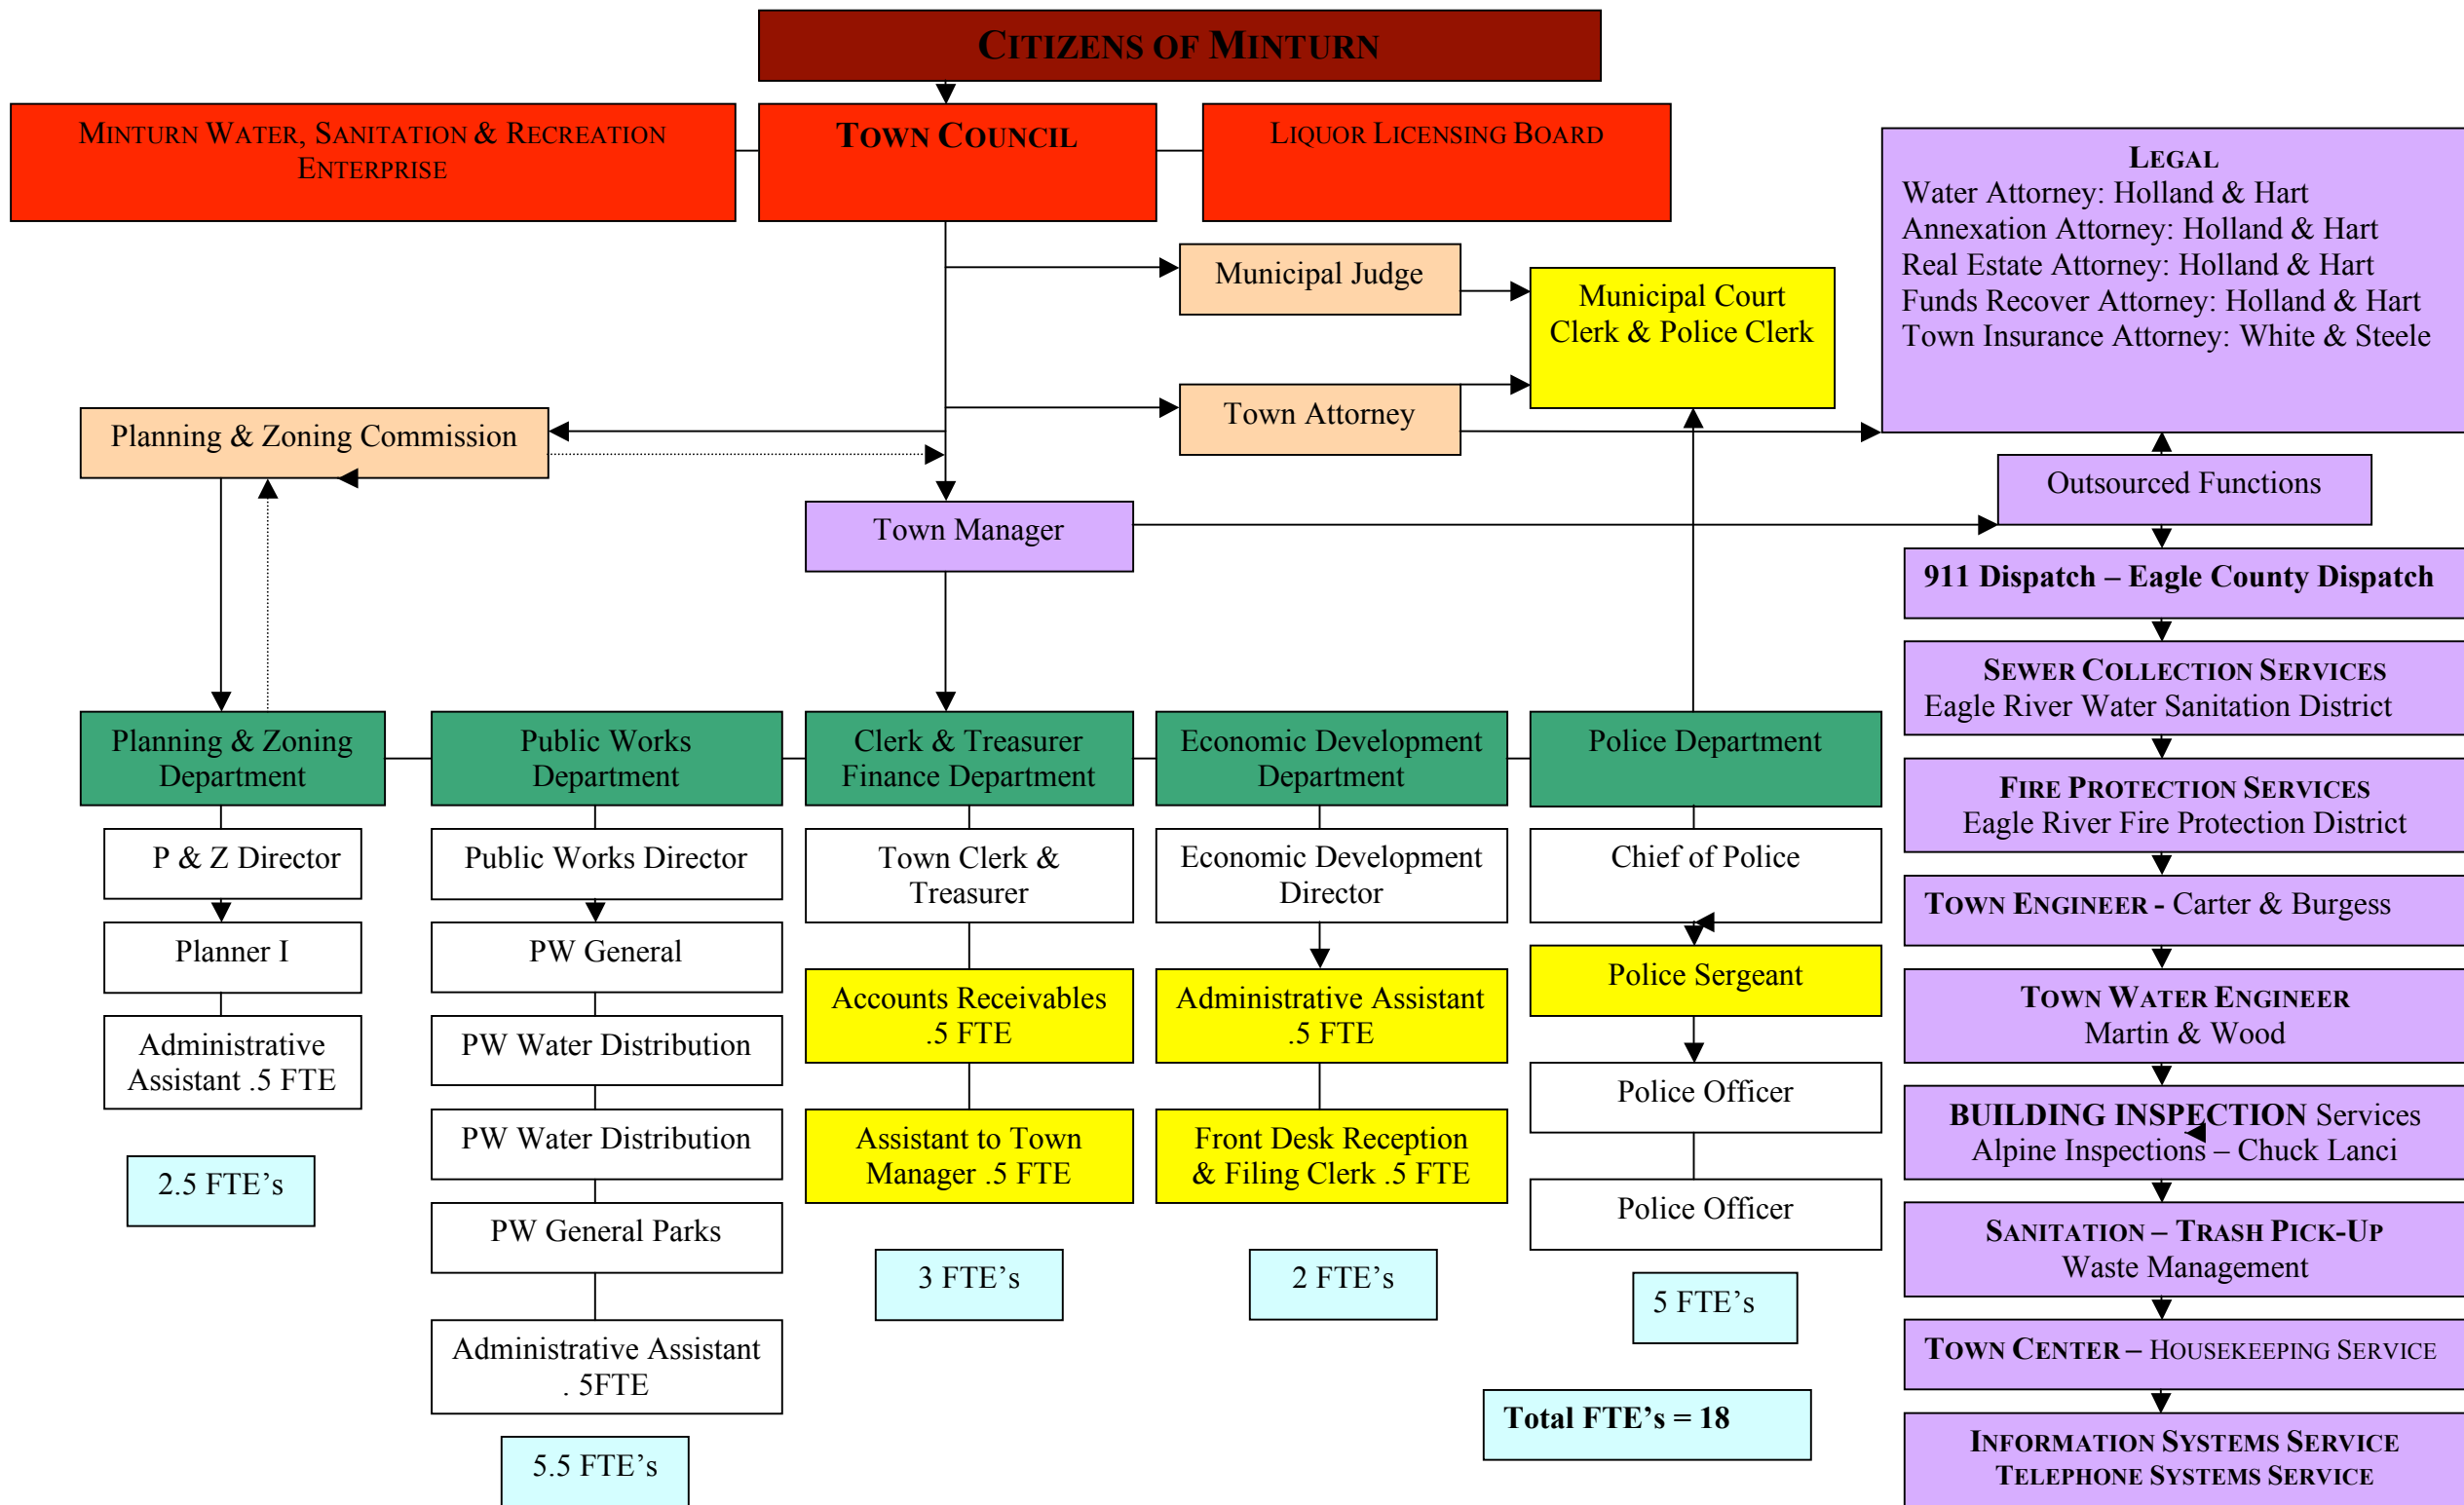 CITIZENS OF MINTURN
MINTURN WATER, SANITATION & RECREATION
ENTERPRISE
TOWN COUNCIL
LIQUOR LICENSING BOARD
LEGAL
Water Attorney: Holland & Hart
Annexation Attorney: Holland & Hart
Real Estate Attorney: Holland & Hart
Funds Recover Attorney: Holland & Hart
Town Insurance Attorney: White & Steele
Municipal Judge
Municipal Court
Clerk & Police Clerk
Town Attorney
Planning & Zoning Commission
Outsourced Functions
Town Manager
911 Dispatch – Eagle County Dispatch
SEWER COLLECTION SERVICES
Eagle River Water Sanitation District
FIRE PROTECTION SERVICES
Eagle River Fire Protection District
TOWN ENGINEER - Carter & Burgess
TOWN WATER ENGINEER
Martin & Wood
BUILDING INSPECTION Services
Alpine Inspections – Chuck Lanci
SANITATION – TRASH PICK-UP
Waste Management
TOWN CENTER – HOUSEKEEPING SERVICE
INFORMATION SYSTEMS SERVICE
TELEPHONE SYSTEMS SERVICE
Planning & Zoning
Department
P & Z Director
Planner I
Administrative
Assistant .5 FTE
2.5 FTE’s
Public Works
Department
Public Works Director
PW General
PW Water Distribution
PW Water Distribution
PW General Parks
Administrative Assistant
. 5FTE
5.5 FTE’s
Clerk & Treasurer
Finance Department
Town Clerk &
Treasurer
Accounts Receivables
.5 FTE
Assistant to Town
Manager .5 FTE
3 FTE’s
Economic Development
Department
Economic Development
Director
Administrative Assistant
.5 FTE
Front Desk Reception
& Filing Clerk .5 FTE
2 FTE’s
Police Department
Chief of Police
Police Sergeant
Police Officer
Police Officer
5 FTE’s
Total FTE’s = 18